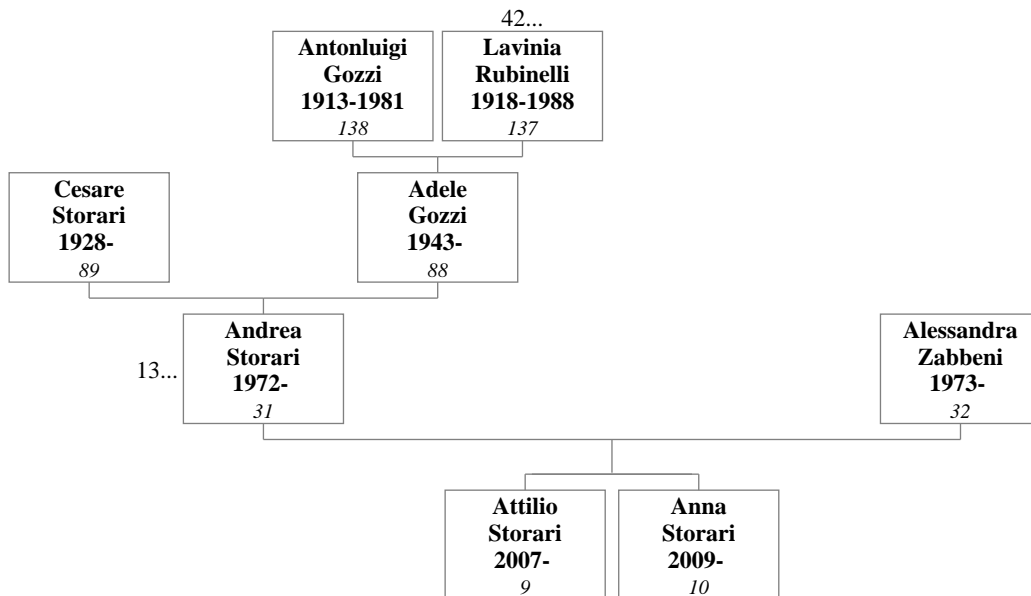 42...
Antonluigi
Gozzi
1913-1981
138
Lavinia
Rubinelli
1918-1988
137
Cesare
Storari
1928-
89
Adele
Gozzi
1943-
88
13...
Andrea
Storari
1972-
31
Alessandra
Zabbeni
1973-
32
Attilio
Storari
2007-
9
Anna
Storari
2009-
10